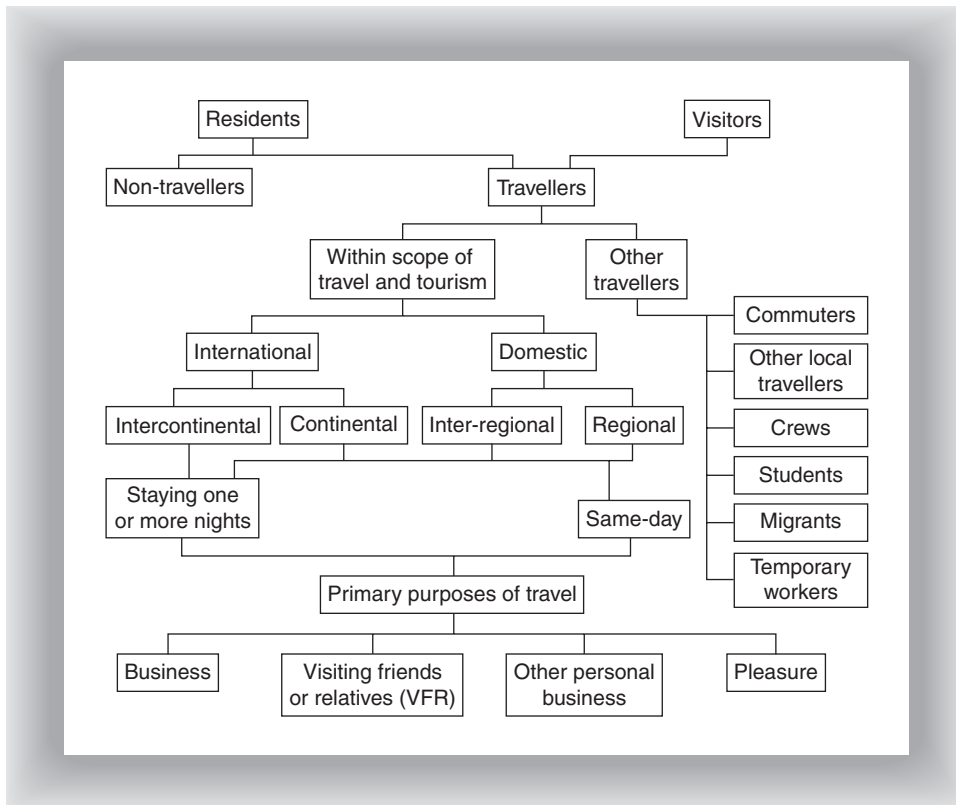 Residents
Visitors
Non-travellers
Travellers
Within scope of
travel and tourism
Other
travellers
Commuters
Other local
travellers
Crews
Students
Migrants
Temporary
workers
International
Domestic
Intercontinental
Continental
Inter-regional
Regional
Staying one
or more nights
Same-day
Primary purposes of travel
Business
Visiting friends
or relatives (VFR)
Other personal
business
Pleasure